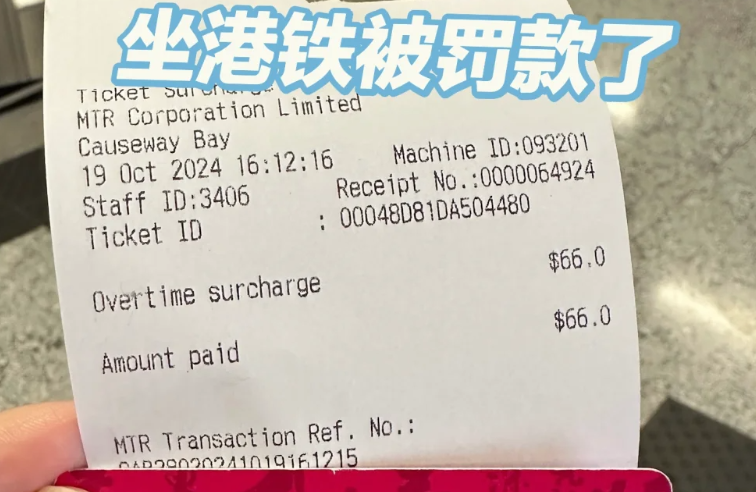 坐港铁被罚款了
Ticket Surcharge
MTR Corporation Limited
Causeway Bay
19 Oct 2024 16:12:16 Machine ID:093201
Staff ID:3406 Receipt No.:0000064924
Ticket ID : 00048D81DA504480
Overtime surcharge $66.0
Amount paid $66.0
MTR Transaction Ref. No.: